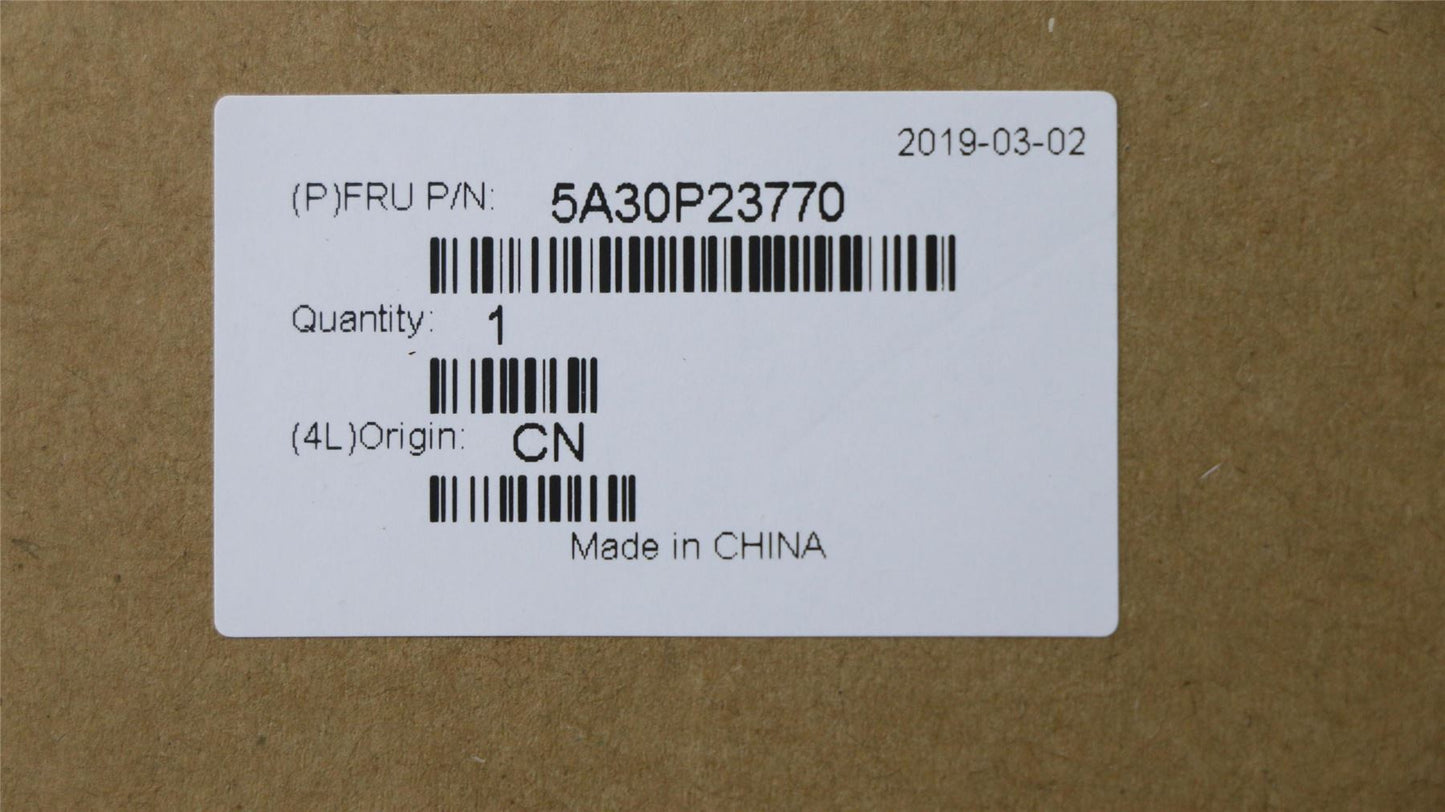 2019-03-02
(P)FRU P/N: 5A30P23770
Quantity: 1
(4L)Origin: CN
Made in CHINA